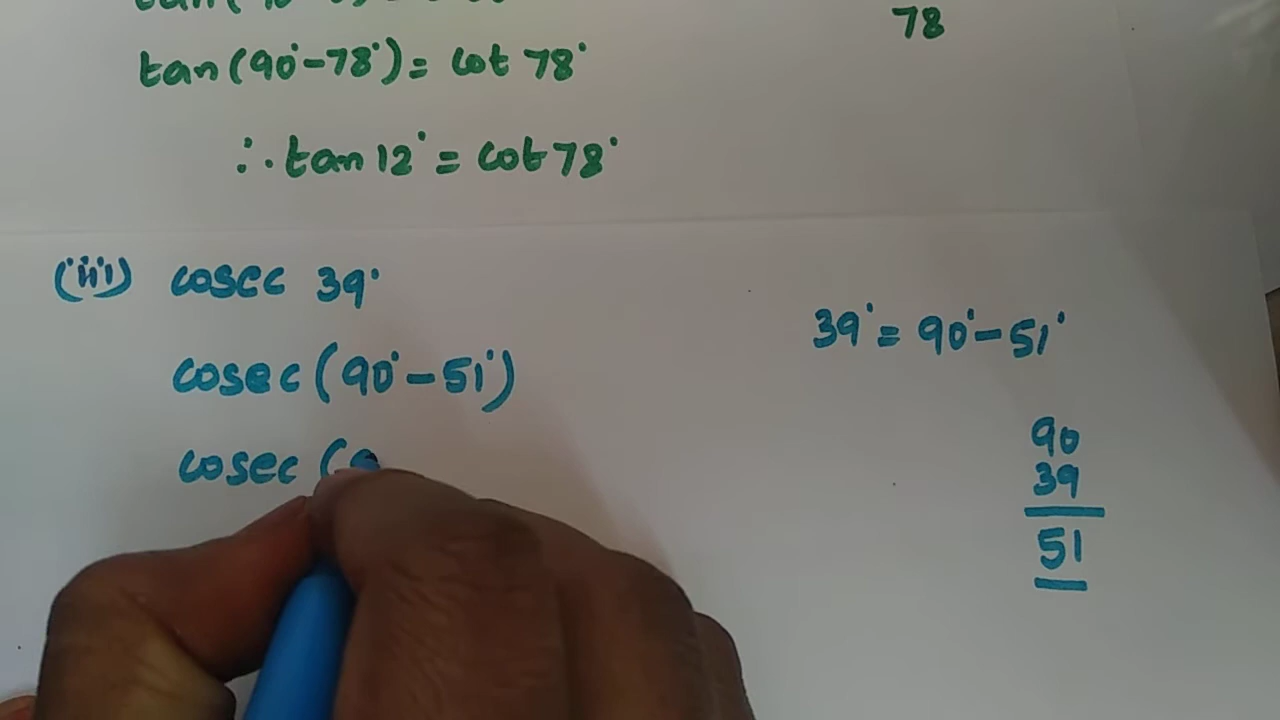 78
tan(90°-78°) = cot 78°
∴ tan 12° = cot 78°
(iii) cosec 39°
39° = 90° - 51°
cosec (90° - 51°)
90
cosec (9
39
51